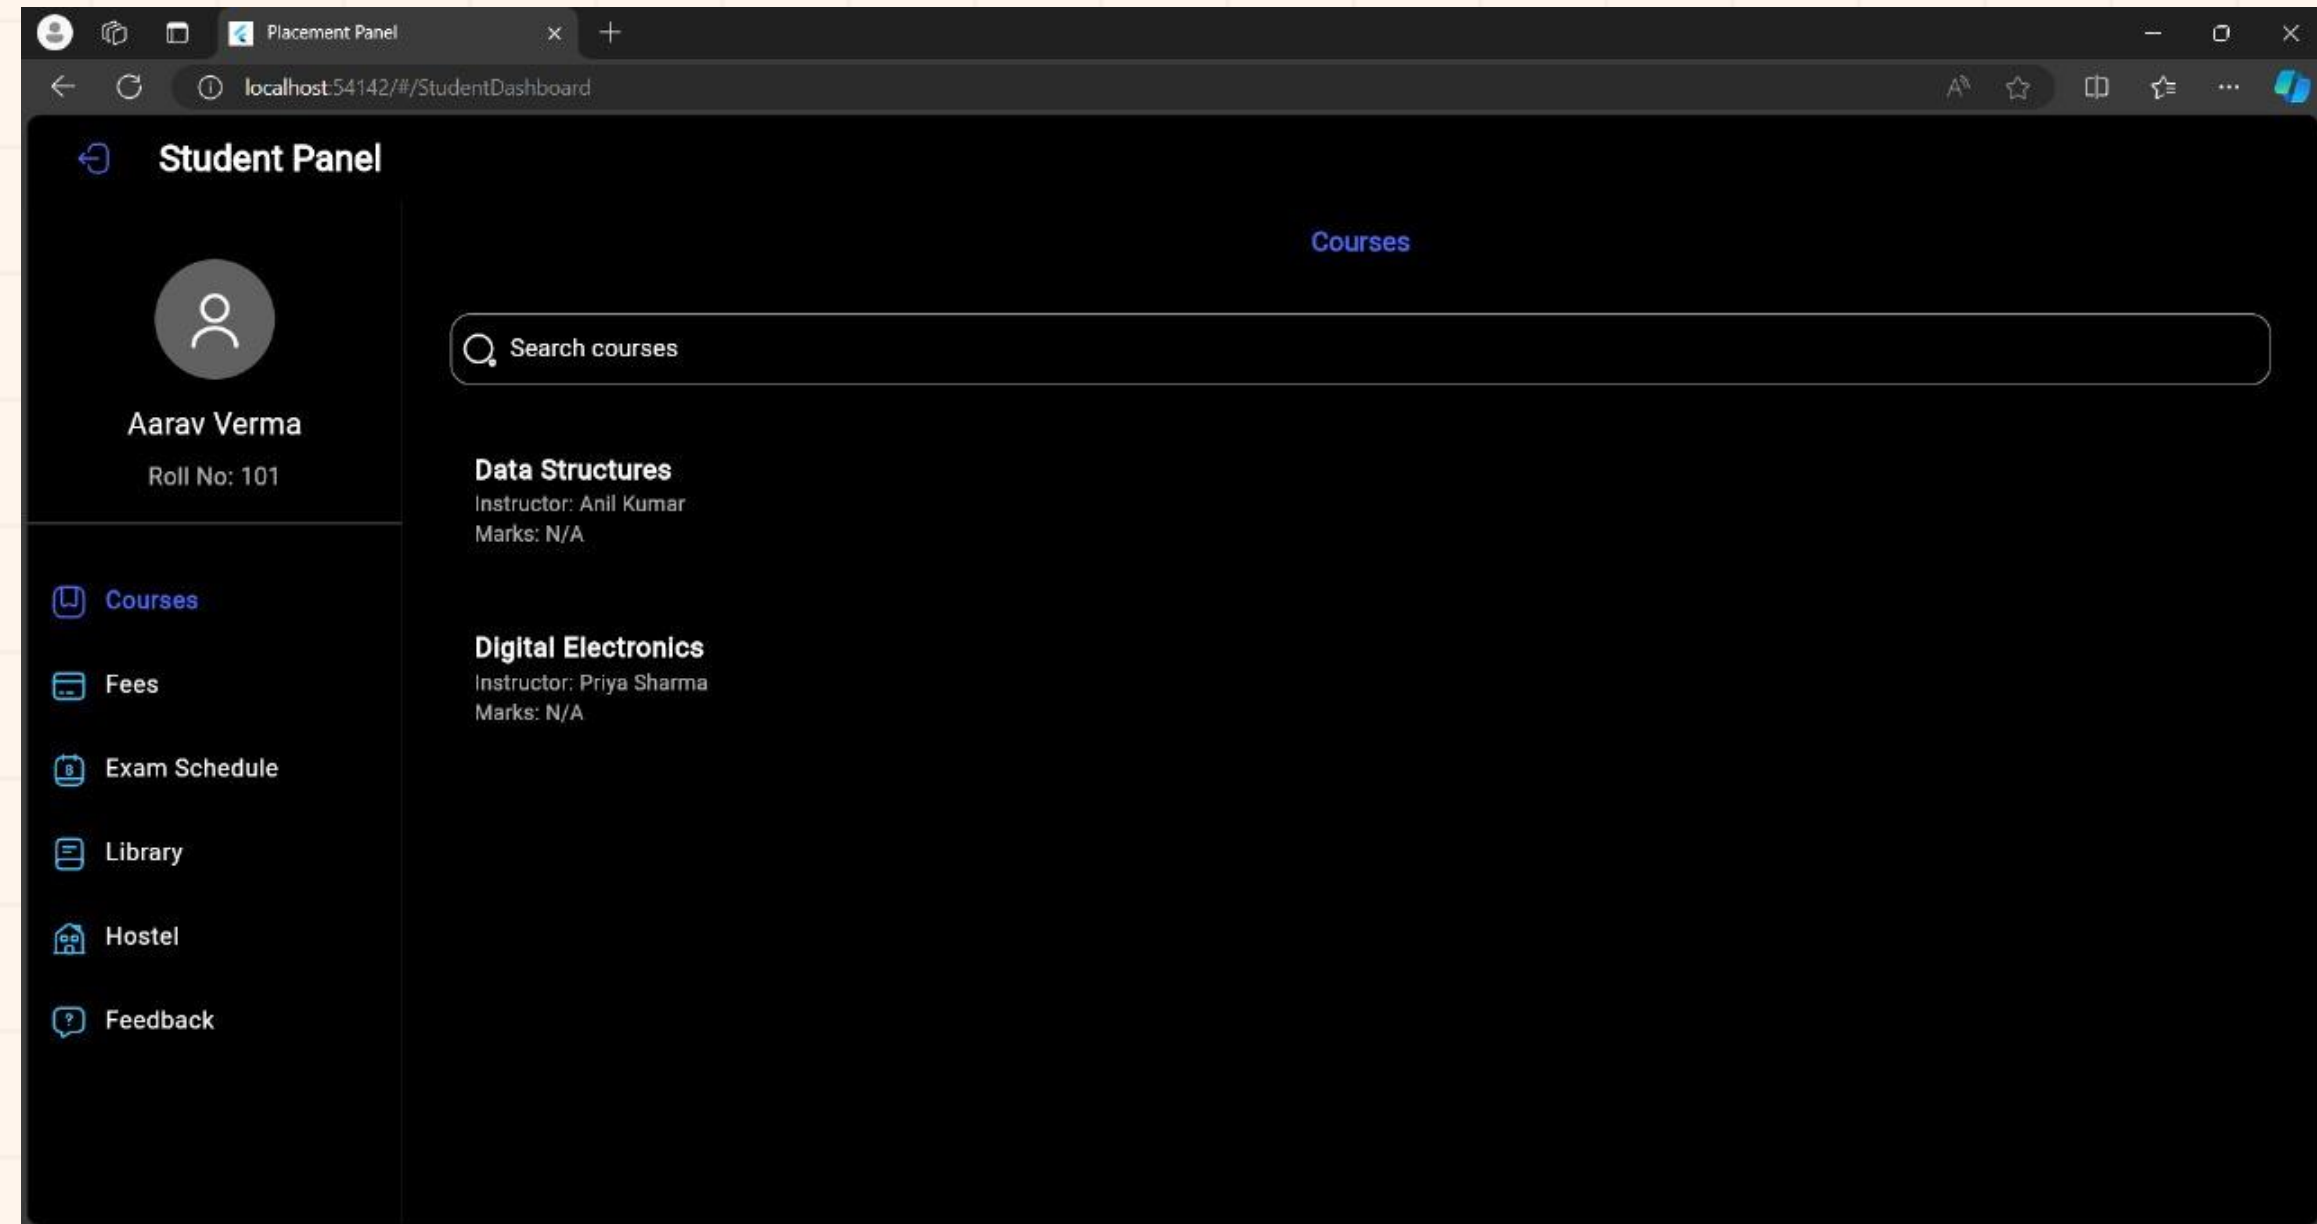 Placement Panel
localhost:54142/#/StudentDashboard
Student Panel
Aarav Verma
Roll No: 101
Courses
Fees
Exam Schedule
Library
Hostel
Feedback
Courses
Search courses
Data Structures
Instructor: Anil Kumar
Marks: N/A
Digital Electronics
Instructor: Priya Sharma
Marks: N/A